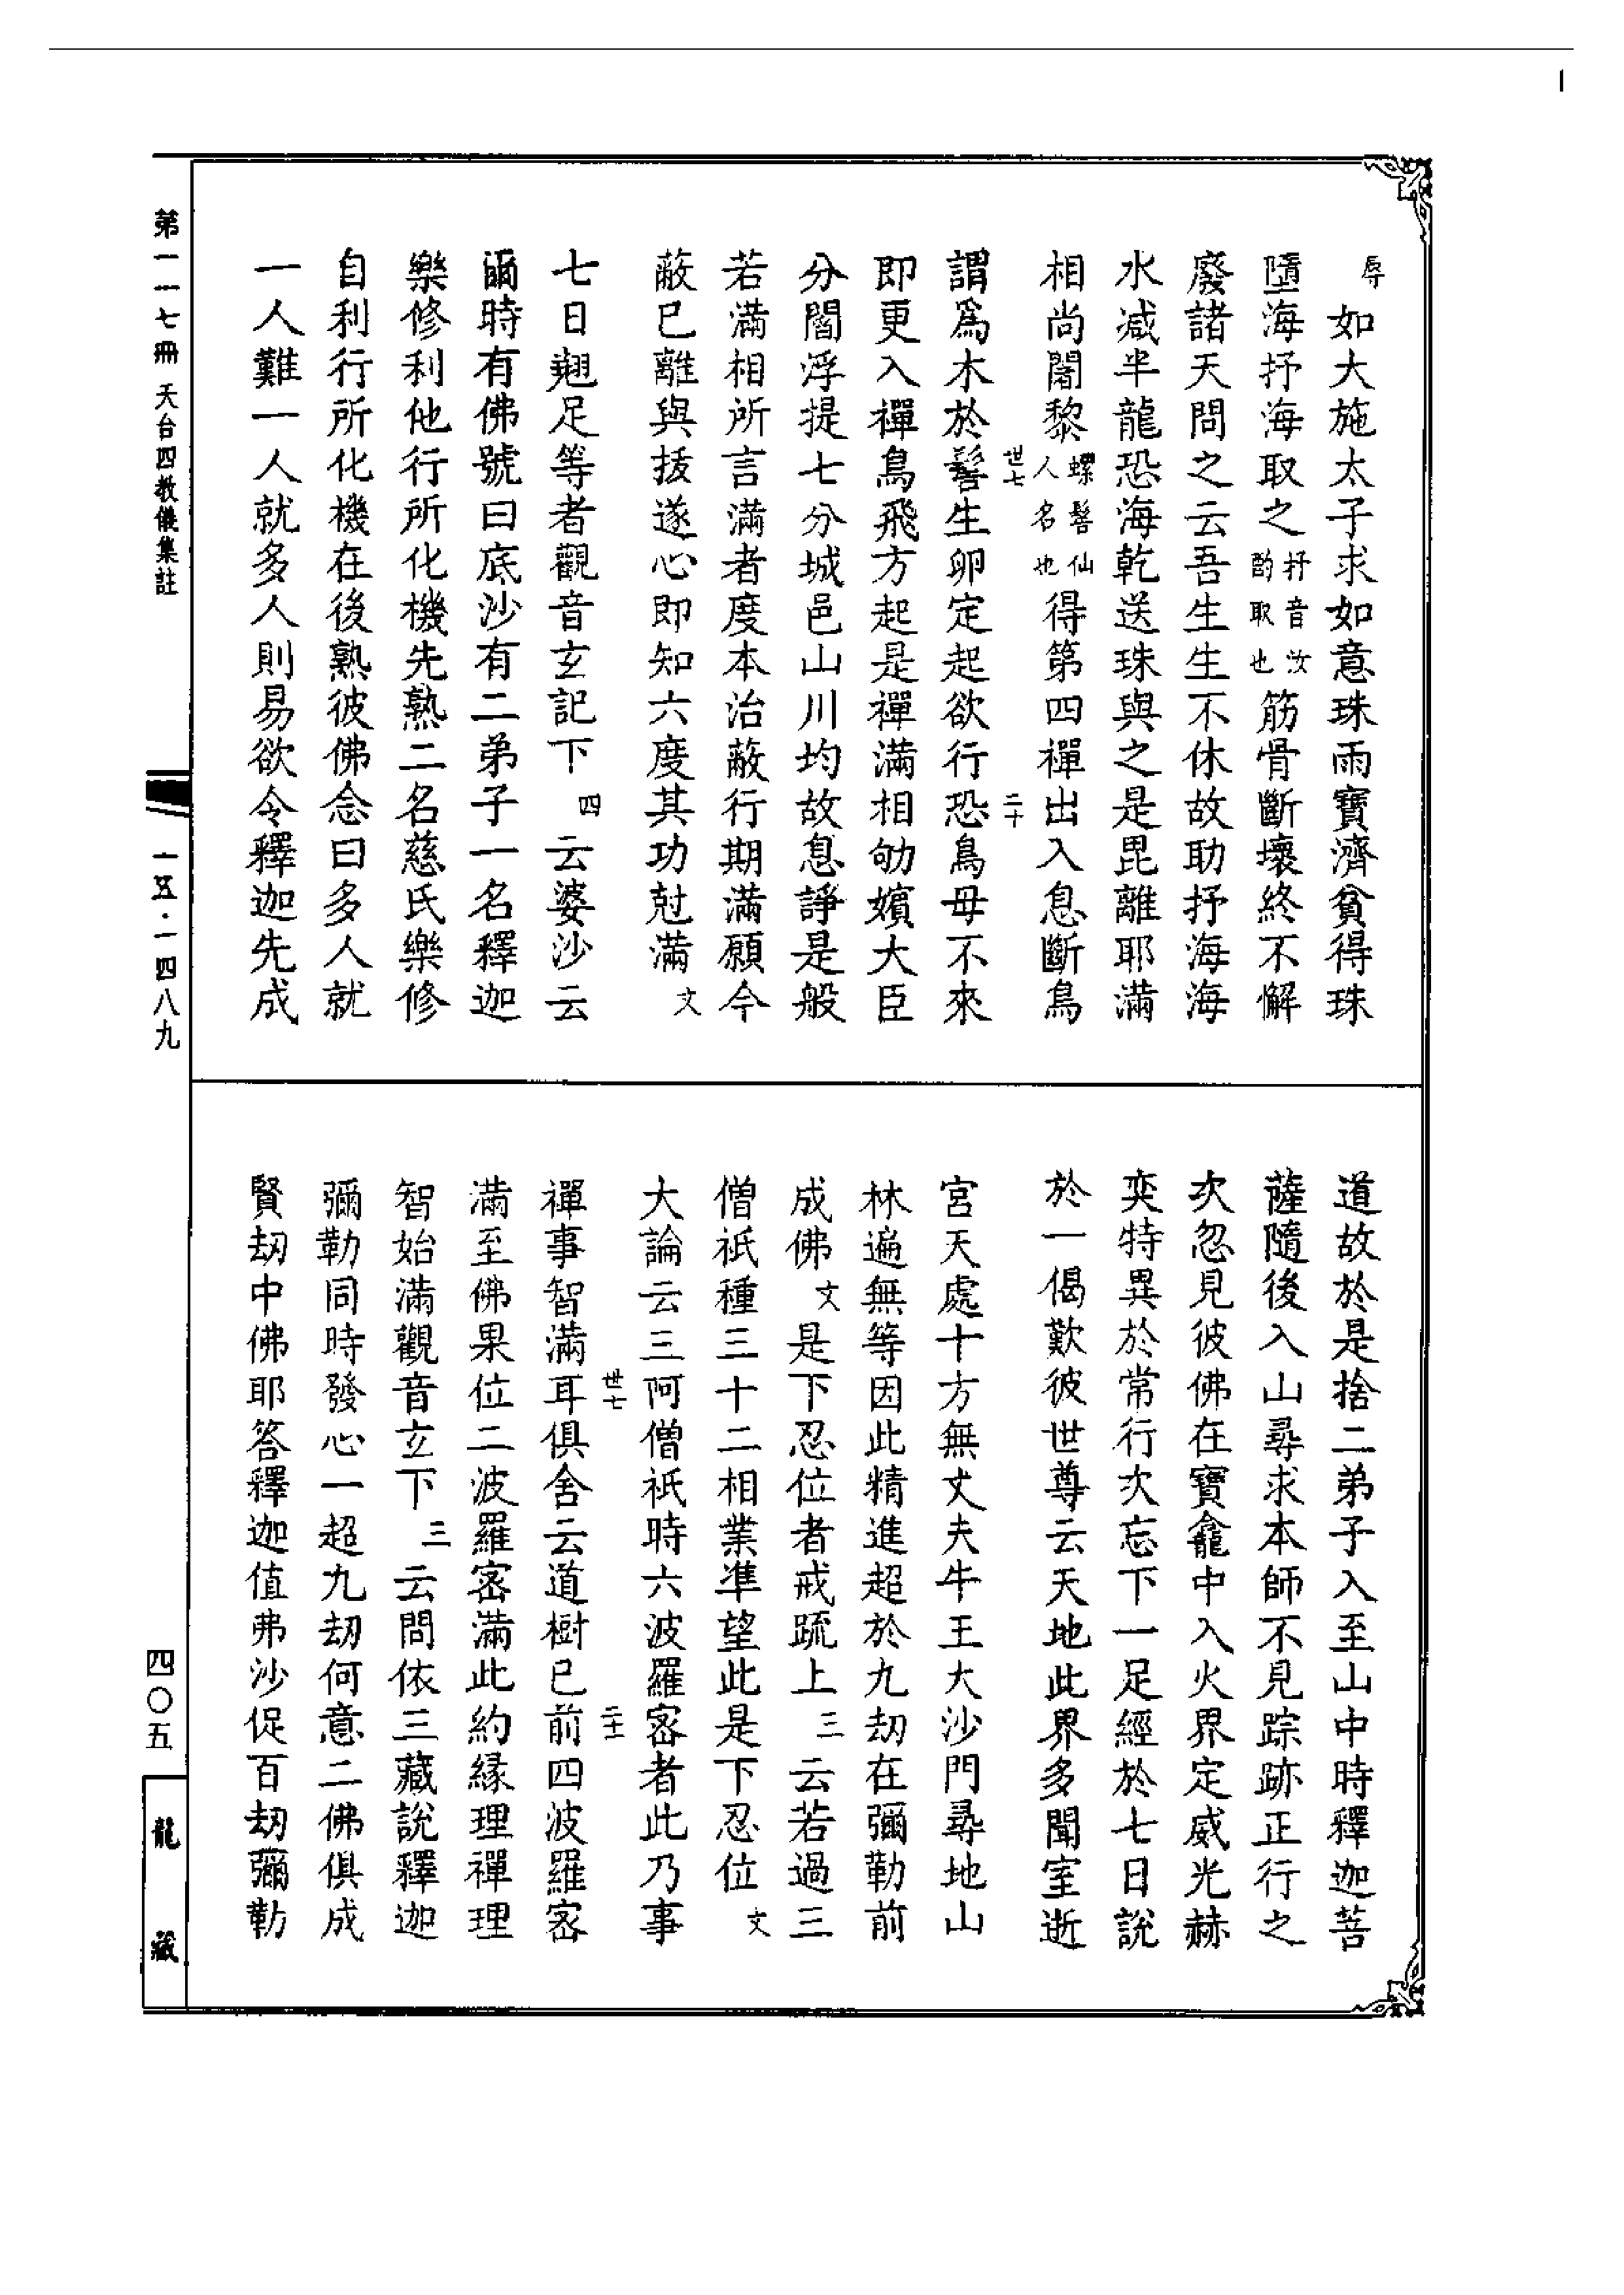 辱如大施太子求如意珠雨寶濟貧得珠
墮海抒海取之抒音汝酌取也筋骨斷壞終不懈
廢諸天問之云吾生生不休故助抒海海
水減半龍恐海乾送珠與之是毘離耶滿
相尚闍黎螺髻仙人名也得第四禪出入息斷鳥
世七
二十
謂為木於髻生卵定起欲行恐鳥母不來
即更入禪鳥飛方起是禪滿相劬嬪大臣
分閻浮提七分城邑山川均故息諍是般
若滿相所言滿者度本治蔽行期滿願今
蔽已離與拔遂心即知六度其功尅滿文
七日翹足等者觀音玄記下四云婆沙云
爾時有佛號曰底沙有二弟子一名釋迦
樂修利他行所化機先熟二名慈氏樂修
自利行所化機在後熟彼佛念曰多人就
一人難一人就多人則易欲令釋迦先成
道故於是捨二弟子入至山中時釋迦菩
薩隨後入山尋求本師不見踪跡正行之
次忽見彼佛在寶龕中入火界定威光赫
奕特異於常行次忘下一足經於七日說
於一偈歎彼世尊云天地此界多聞室逝
宮天處十方無丈夫牛王大沙門尋地山
林遍無等因此精進超於九劫在彌勒前
成佛文是下忍位者戒疏上三云若過三
僧祇種三十二相業準望此是下忍位文
大論云三阿僧祇時六波羅密者此乃事
世七
二十一
禪事智滿耳俱舍云道樹已前四波羅密
滿至佛果位二波羅密滿此約緣理禪理
智始滿觀音玄下三云問依三藏說釋迦
彌勒同時發心一超九劫何意二佛俱成
賢劫中佛耶答釋迦值弗沙促百劫彌勒
第一一七冊 天台四教儀集註
一五·一四八九
四〇五
龍藏